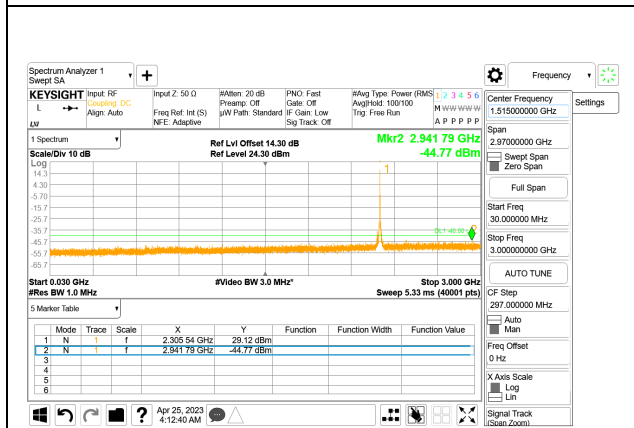 Spectrum Analyzer 1
Swept SA
Frequency
KEYSIGHT Input: RF Input Z: 50 Ω #Atten: 20 dB PNO: Fast #Avg Type: Power (RMS 1 2 3 4 5 6
L Coupling: DC Preamp: Off Gate: Off Avg|Hold: 100/100 M W W W W W
Align: Auto Freq Ref: Int (S) µW Path: Standard IF Gain: Low Trig: Free Run
LXI NFE: Adaptive Sig Track: Off A P P P P P
1 Spectrum
Ref Lvl Offset 14.30 dB Mkr2 2.941 79 GHz
Scale/Div 10 dB Ref Level 24.30 dBm -44.77 dBm
Log
14.3
4.30
-5.70
-15.7
-25.7
-35.7
-45.7
-55.7
-65.7
1
DL1 -40.00
Start 0.030 GHz #Video BW 3.0 MHz* Stop 3.000 GHz
#Res BW 1.0 MHz Sweep 5.33 ms (40001 pts)
5 Marker Table
Mode Trace Scale X Y Function Function Width Function Value
1 N 1 f 2.305 54 GHz 29.12 dBm
2 N 1 f 2.941 79 GHz -44.77 dBm
3
4
5
6
Apr 25, 2023
4:12:40 AM
?
Center Frequency
1.515000000 GHz
Settings
Span
2.97000000 GHz
Swept Span
Zero Span
Full Span
Start Freq
30.000000 MHz
Stop Freq
3.000000000 GHz
AUTO TUNE
CF Step
297.000000 MHz
Auto
Man
Freq Offset
0 Hz
X Axis Scale
Log
Lin
Signal Track
(Span Zoom)